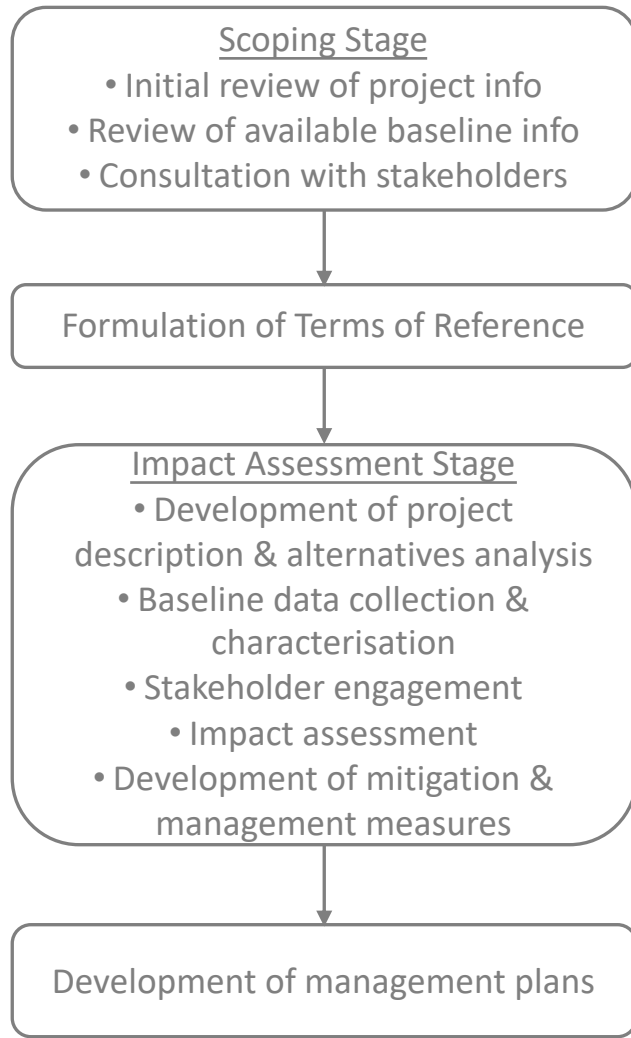 Scoping Stage
• Initial review of project info
• Review of available baseline info
• Consultation with stakeholders
Formulation of Terms of Reference
Impact Assessment Stage
• Development of project
description & alternatives analysis
• Baseline data collection &
characterisation
• Stakeholder engagement
• Impact assessment
• Development of mitigation &
management measures
Development of management plans